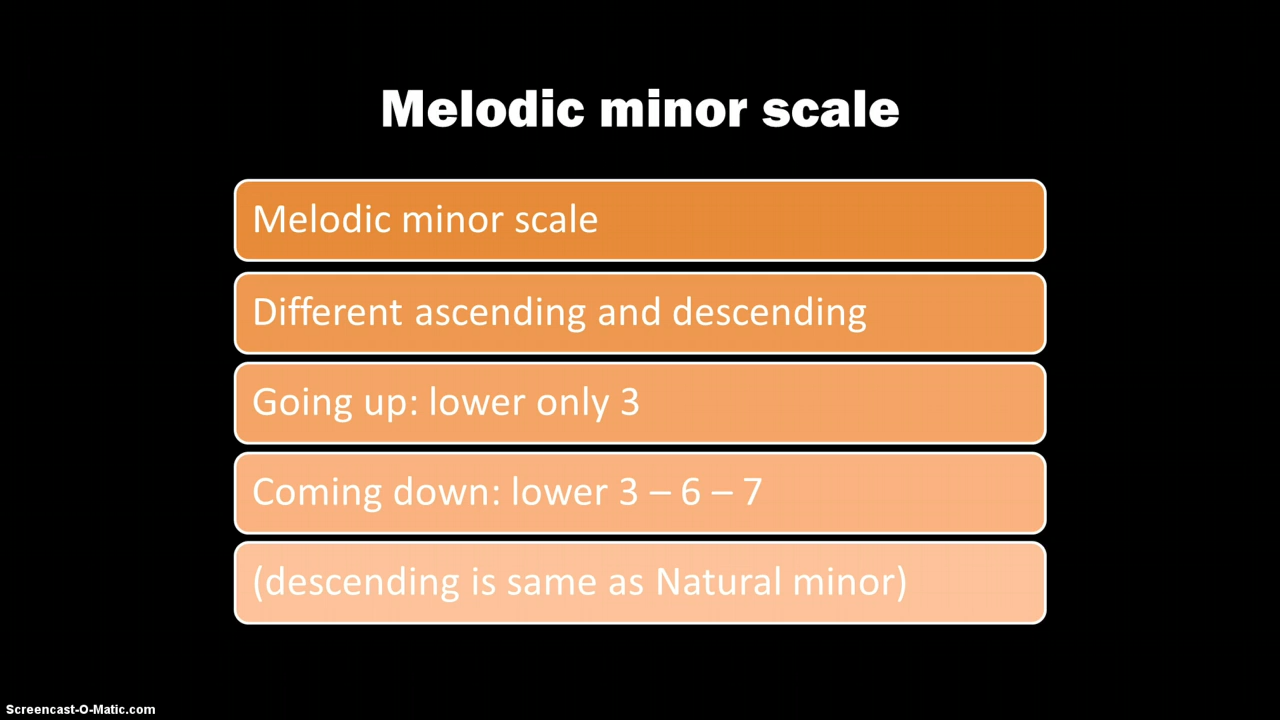 Melodic minor scale
Melodic minor scale
Different ascending and descending
Going up: lower only 3
Coming down: lower 3 – 6 – 7
(descending is same as Natural minor)
Screencast-O-Matic.com